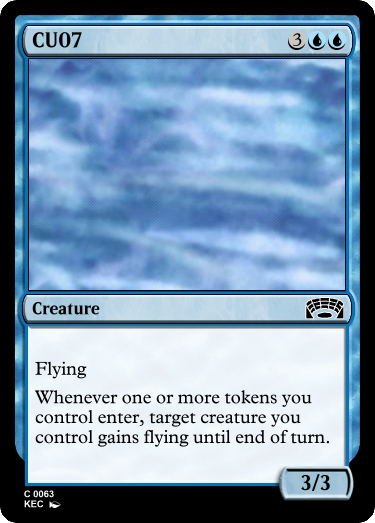 CU07 3
Creature
Flying
Whenever one or more tokens you
control enter, target creature you
control gains flying until end of turn.
3/3
C 0063
KEC